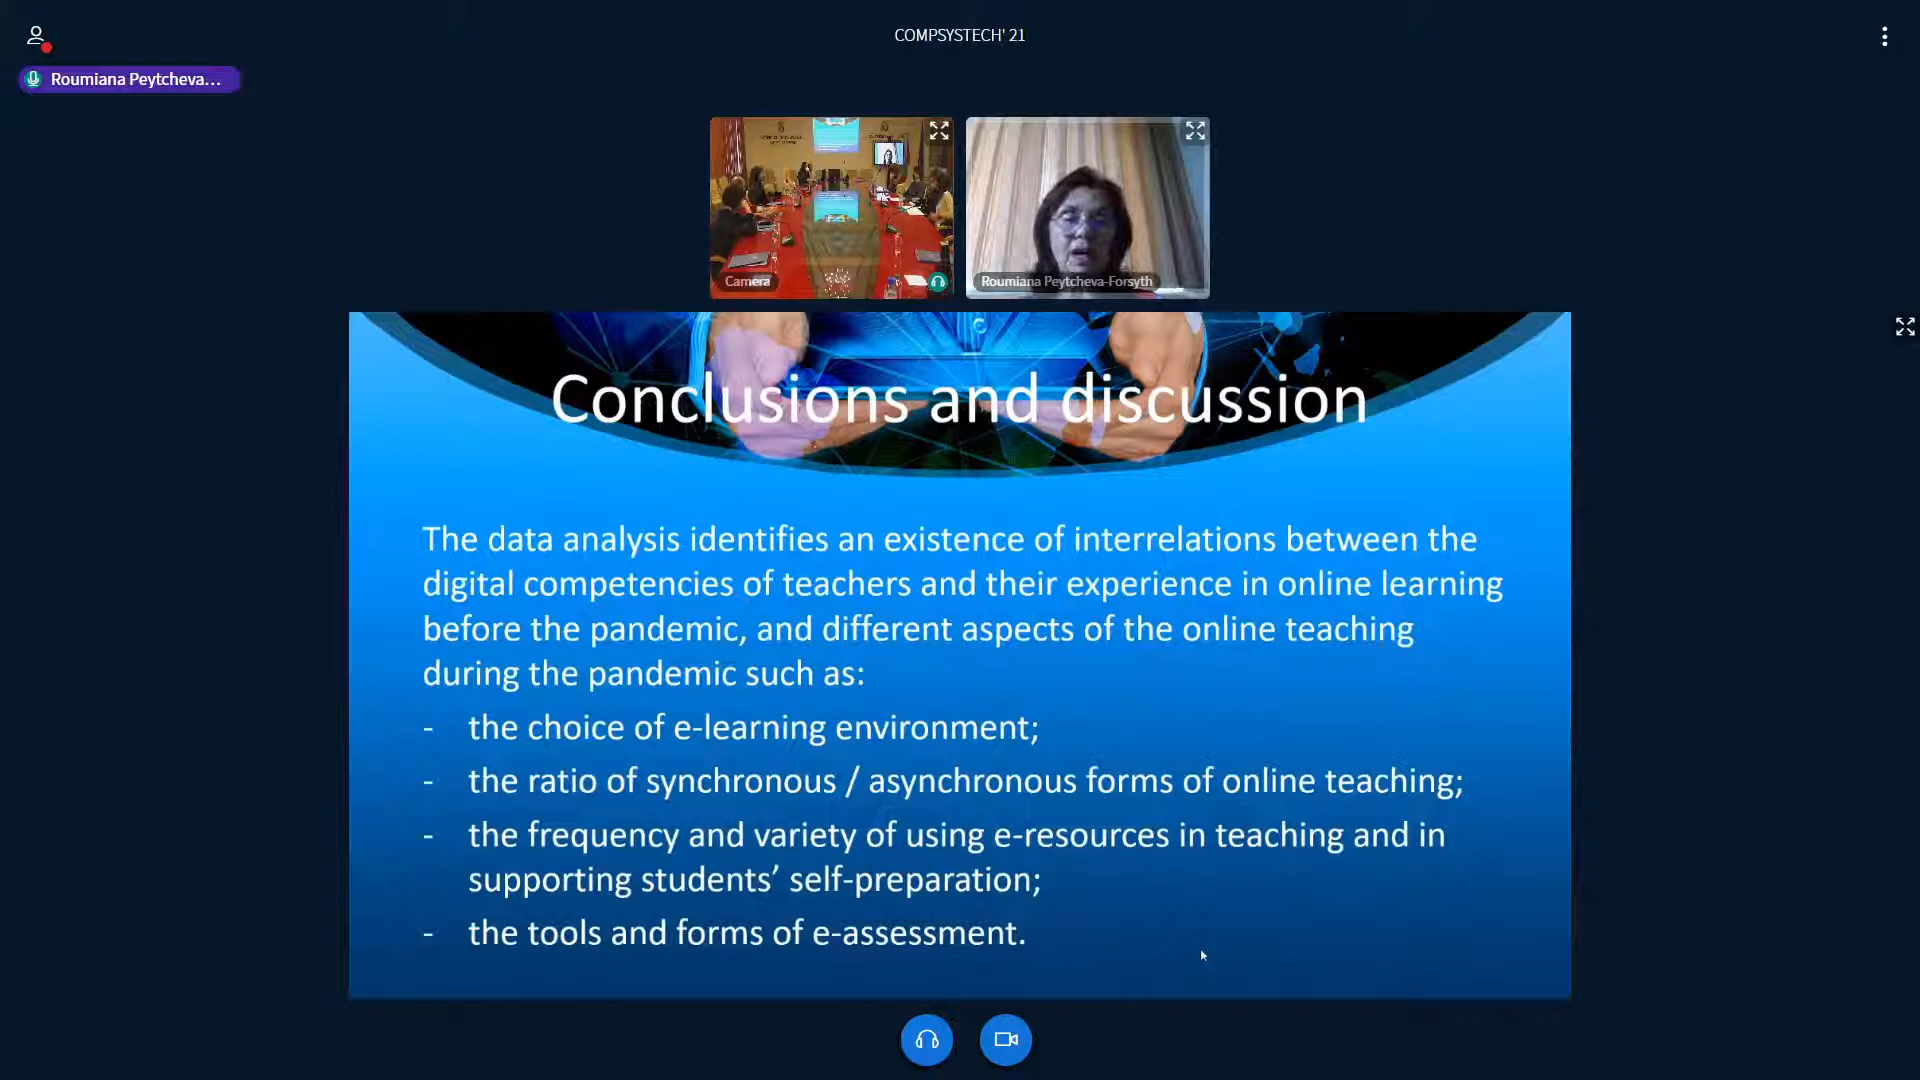 COMPSYSTECH' 21
Roumiana Peytcheva...
Camera
Roumiana Peytcheva-Forsyth
Conclusions and discussion
The data analysis identifies an existence of interrelations between the
digital competencies of teachers and their experience in online learning
before the pandemic, and different aspects of the online teaching
during the pandemic such as:
- the choice of e-learning environment;
- the ratio of synchronous / asynchronous forms of online teaching;
- the frequency and variety of using e-resources in teaching and in
supporting students’ self-preparation;
- the tools and forms of e-assessment.